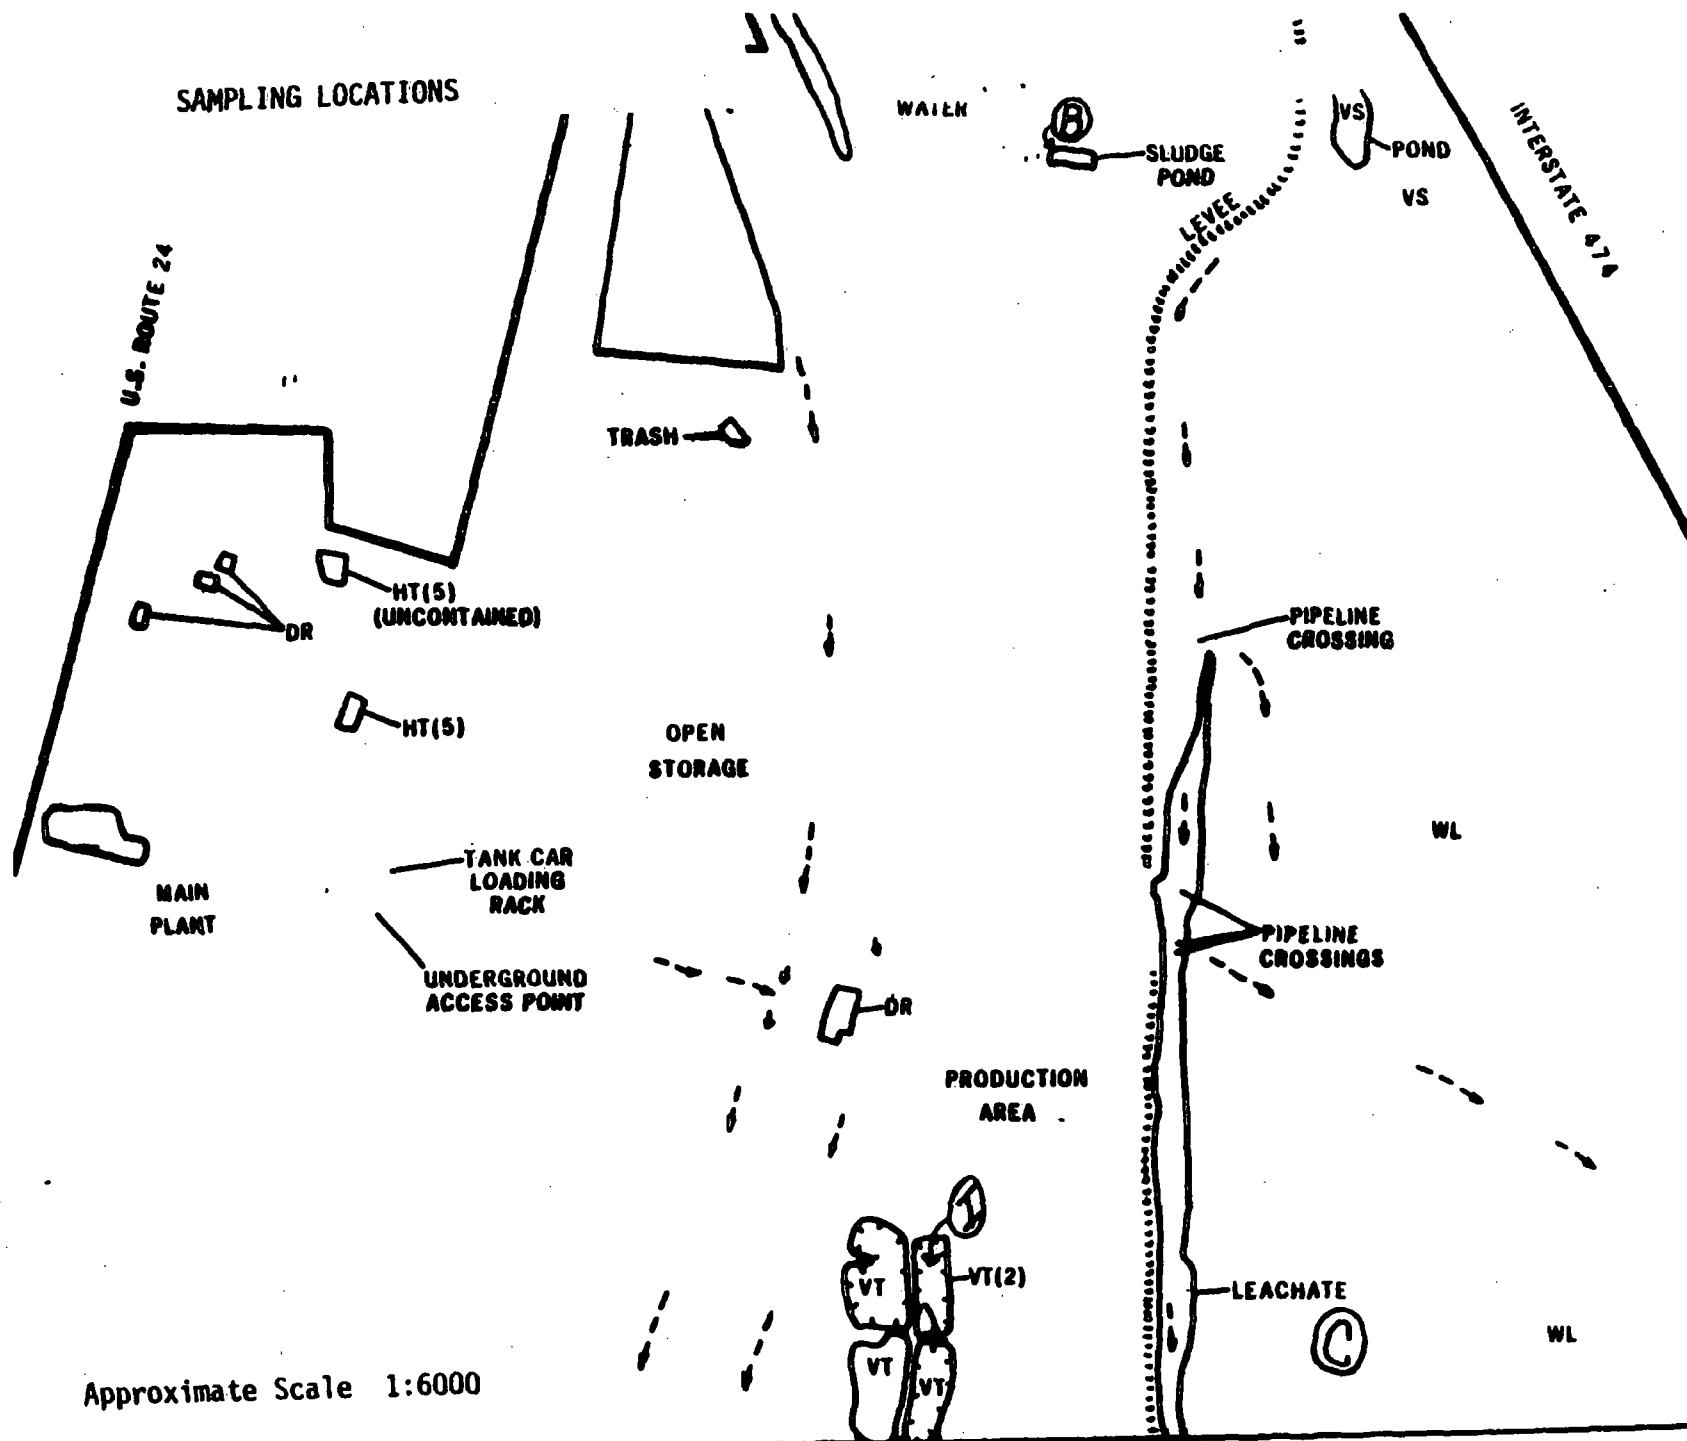 SAMPLING LOCATIONS
WATER
B
SLUDGE
POND
VS
POND
VS
INTERSTATE 474
LEVEE
U.S. ROUTE 24
TRASH
HT(5)
(UNCONTAINED)
DR
PIPELINE
CROSSING
HT(5)
OPEN
STORAGE
WL
TANK CAR
LOADING
RACK
MAIN
PLANT
PIPELINE
CROSSINGS
UNDERGROUND
ACCESS POINT
DR
PRODUCTION
AREA
VT
VT(2)
LEACHATE
C
WL
VT
VT
Approximate Scale 1:6000